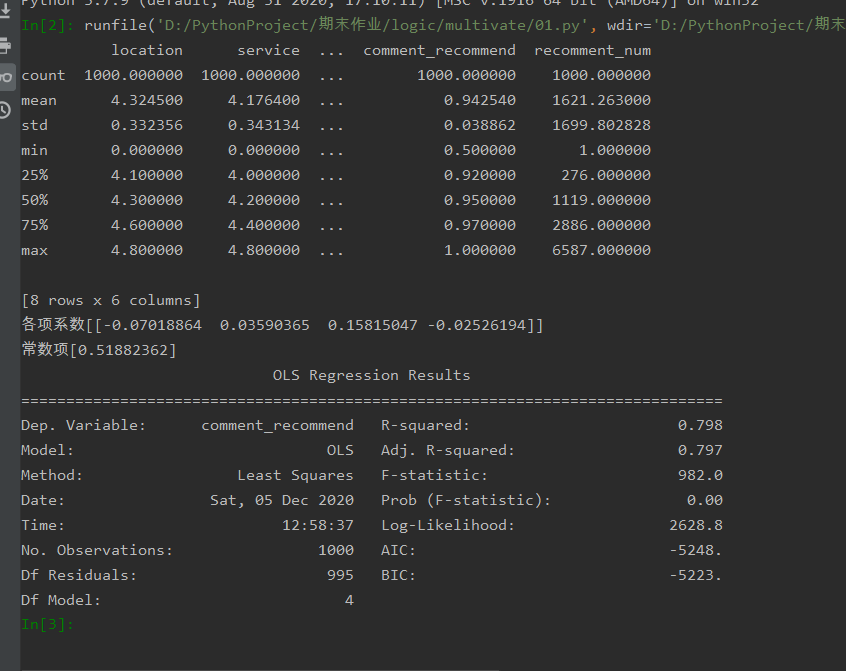 Python 3.7.9 (default, Aug 31 2020, 17:10:11) [MSC v.1916 64 bit (AMD64)] on win32
In[2]: runfile('D:/PythonProject/期末作业/logic/multivate/01.py', wdir='D:/PythonProject/期末
location service ... comment_recommend recomment_num
count 1000.000000 1000.000000 ... 1000.000000 1000.000000
mean 4.324500 4.176400 ... 0.942540 1621.263000
std 0.332356 0.343134 ... 0.038862 1699.802828
min 0.000000 0.000000 ... 0.500000 1.000000
25% 4.100000 4.000000 ... 0.920000 276.000000
50% 4.300000 4.200000 ... 0.950000 1119.000000
75% 4.600000 4.400000 ... 0.970000 2886.000000
max 4.800000 4.800000 ... 1.000000 6587.000000
[8 rows x 6 columns]
各项系数[[-0.07018864 0.03590365 0.15815047 -0.02526194]]
常数项[0.51882362]
OLS Regression Results
==============================================================================
Dep. Variable: comment_recommend R-squared: 0.798
Model: OLS Adj. R-squared: 0.797
Method: Least Squares F-statistic: 982.0
Date: Sat, 05 Dec 2020 Prob (F-statistic): 0.00
Time: 12:58:37 Log-Likelihood: 2628.8
No. Observations: 1000 AIC: -5248.
Df Residuals: 995 BIC: -5223.
Df Model: 4
In[3]: